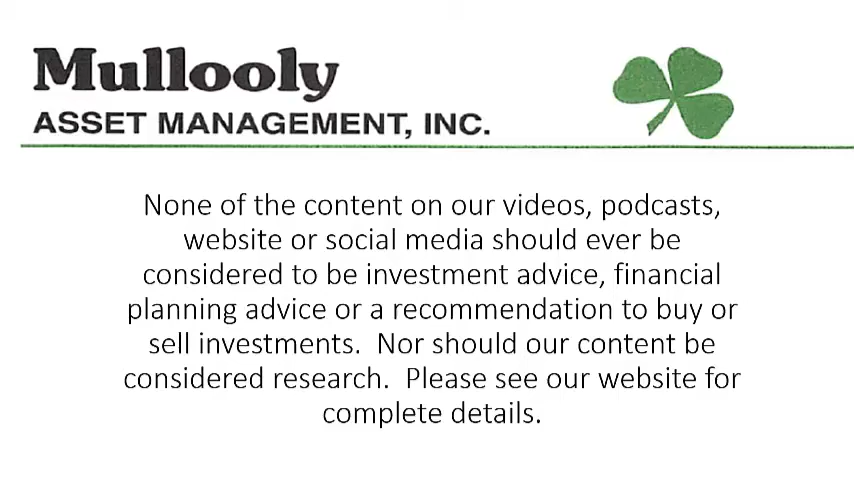 Mullooly
ASSET MANAGEMENT, INC.
None of the content on our videos, podcasts,
website or social media should ever be
considered to be investment advice, financial
planning advice or a recommendation to buy or
sell investments.  Nor should our content be
considered research.  Please see our website for
complete details.